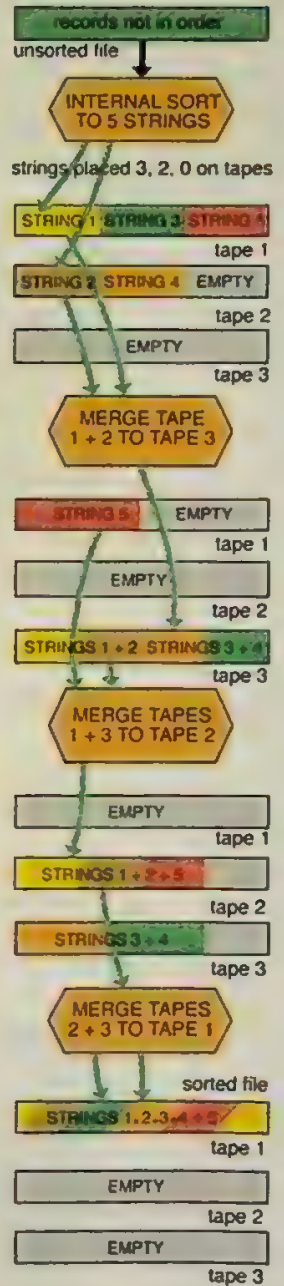 records not in order
unsorted file
INTERNAL SORT
TO 5 STRINGS
strings placed 3, 2, 0 on tapes
STRING 1 STRING 3 STRING 5
tape 1
STRING 2 STRING 4 EMPTY
tape 2
EMPTY
tape 3
MERGE TAPE
1 + 2 TO TAPE 3
STRING 5 EMPTY
tape 1
EMPTY
tape 2
STRINGS 1 + 2 STRINGS 3 + 4
tape 3
MERGE TAPES
1 + 3 TO TAPE 2
EMPTY
tape 1
STRINGS 1 + 2 + 5
tape 2
STRINGS 3 + 4
tape 3
MERGE TAPES
2 + 3 TO TAPE 1
sorted file
STRINGS 1.2.3.4 + 5
tape 1
EMPTY
tape 2
EMPTY
tape 3